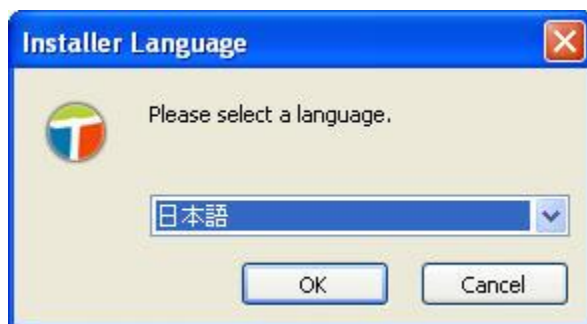 Installer Language
Please select a language.
日本語
OK
Cancel